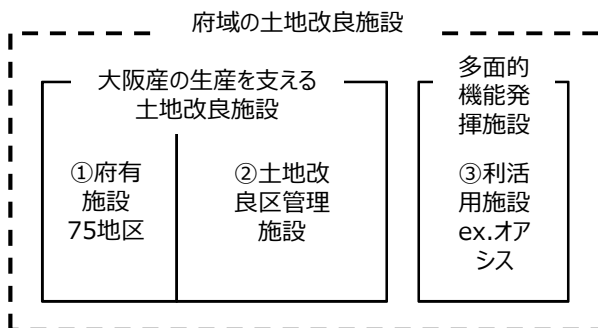 府域の土地改良施設
大阪産の生産を支える
土地改良施設
多面的
機能発
揮施設
①府有
施設
75地区
②土地改
良区管理
施設
③利活
用施設
ex.オア
シス